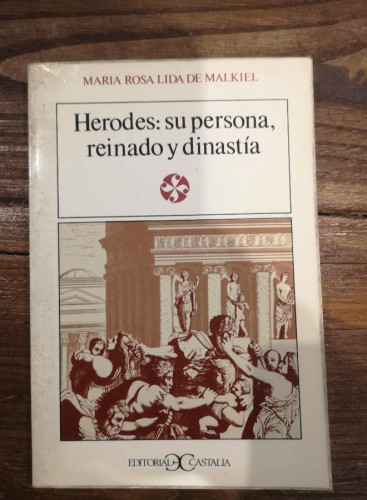 MARIA ROSA LIDA DE MALKIEL
Herodes: su persona,
reinado y dinastía
EDITORIAL CASTALIA